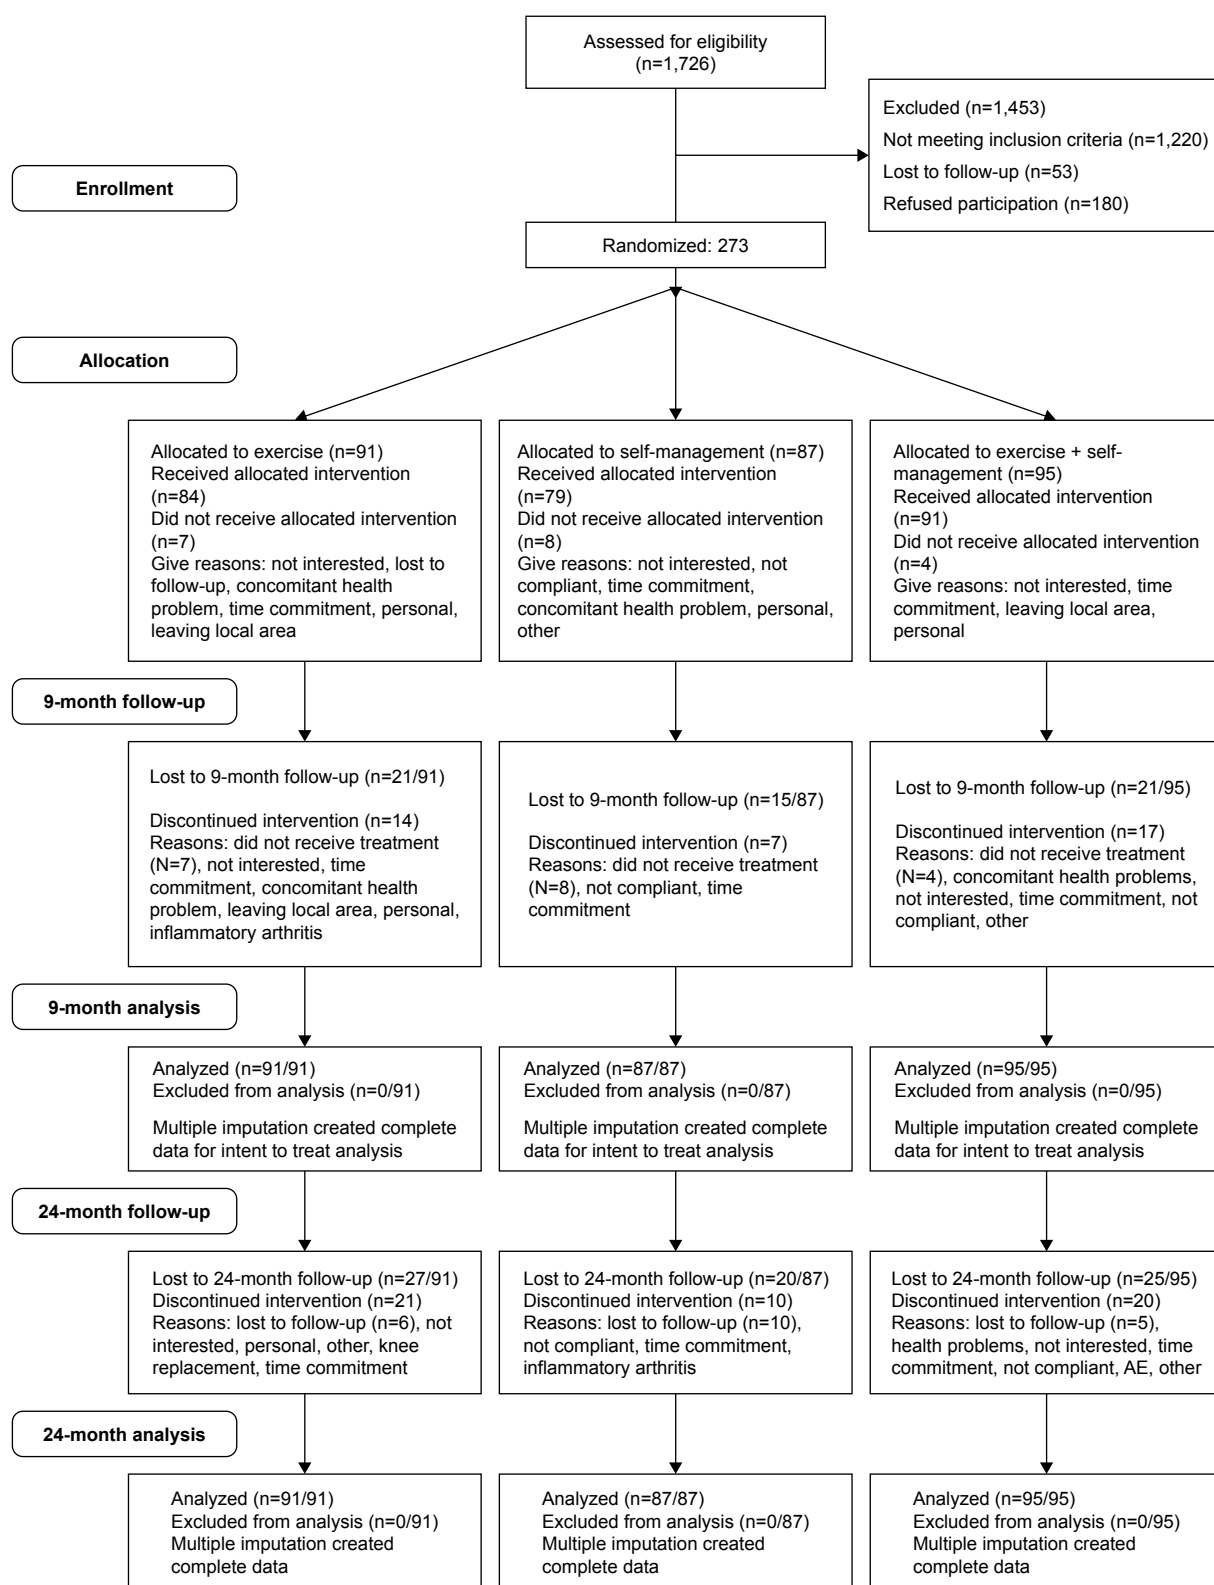 Assessed for eligibility
(n=1,726)
Excluded (n=1,453)
Not meeting inclusion criteria (n=1,220)
Lost to follow-up (n=53)
Refused participation (n=180)
Enrollment
Randomized: 273
Allocation
Allocated to exercise (n=91)
Received allocated intervention
(n=84)
Did not receive allocated intervention
(n=7)
Give reasons: not interested, lost
to follow-up, concomitant health
problem, time commitment, personal,
leaving local area
Allocated to self-management (n=87)
Received allocated intervention
(n=79)
Did not receive allocated intervention
(n=8)
Give reasons: not interested, not
compliant, time commitment,
concomitant health problem, personal,
other
Allocated to exercise + self-
management (n=95)
Received allocated intervention
(n=91)
Did not receive allocated intervention
(n=4)
Give reasons: not interested, time
commitment, leaving local area,
personal
9-month follow-up
Lost to 9-month follow-up (n=21/91)
Discontinued intervention (n=14)
Reasons: did not receive treatment
(N=7), not interested, time
commitment, concomitant health
problem, leaving local area, personal,
inflammatory arthritis
Lost to 9-month follow-up (n=15/87)
Discontinued intervention (n=7)
Reasons: did not receive treatment
(N=8), not compliant, time
commitment
Lost to 9-month follow-up (n=21/95)
Discontinued intervention (n=17)
Reasons: did not receive treatment
(N=4), concomitant health problems,
not interested, time commitment, not
compliant, other
9-month analysis
Analyzed (n=91/91)
Excluded from analysis (n=0/91)
Multiple imputation created complete
data for intent to treat analysis
Analyzed (n=87/87)
Excluded from analysis (n=0/87)
Multiple imputation created complete
data for intent to treat analysis
Analyzed (n=95/95)
Excluded from analysis (n=0/95)
Multiple imputation created complete
data for intent to treat analysis
24-month follow-up
Lost to 24-month follow-up (n=27/91)
Discontinued intervention (n=21)
Reasons: lost to follow-up (n=6), not
interested, personal, other, knee
replacement, time commitment
Lost to 24-month follow-up (n=20/87)
Discontinued intervention (n=10)
Reasons: lost to follow-up (n=10),
not compliant, time commitment,
inflammatory arthritis
Lost to 24-month follow-up (n=25/95)
Discontinued intervention (n=20)
Reasons: lost to follow-up (n=5),
health problems, not interested, time
commitment, not compliant, AE, other
24-month analysis
Analyzed (n=91/91)
Excluded from analysis (n=0/91)
Multiple imputation created
complete data
Analyzed (n=87/87)
Excluded from analysis (n=0/87)
Multiple imputation created
complete data
Analyzed (n=95/95)
Excluded from analysis (n=0/95)
Multiple imputation created
complete data